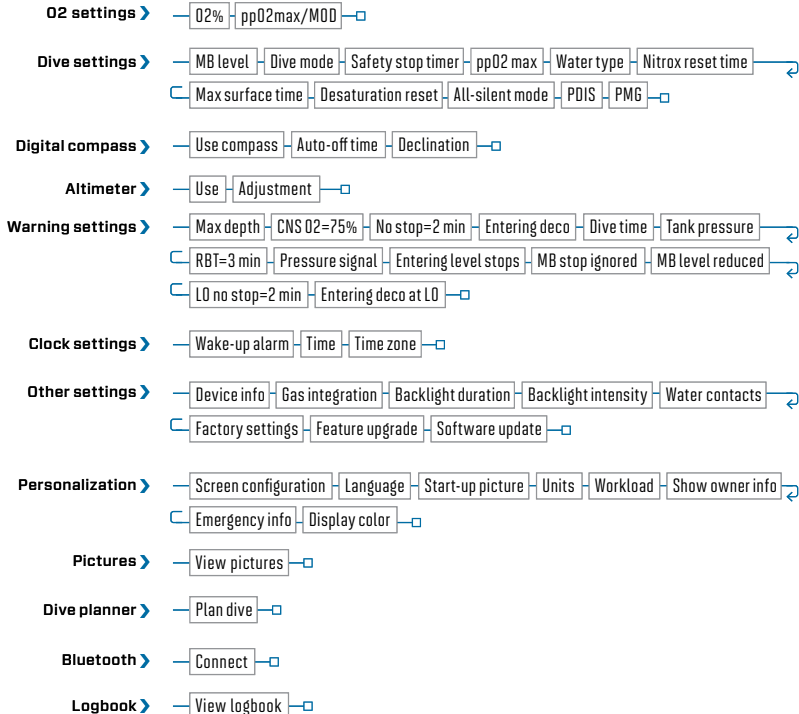 O2 settings O2% ppO2max/MOD
Dive settings MB level Dive mode Safety stop timer ppO2 max Water type Nitrox reset time
Max surface time Desaturation reset All-silent mode PDIS PMG
Digital compass Use compass Auto-off time Declination
Altimeter Use Adjustment
Warning settings Max depth CNS O2=75% No stop=2 min Entering deco Dive time Tank pressure
RBT=3 min Pressure signal Entering level stops MB stop ignored MB level reduced
L0 no stop=2 min Entering deco at L0
Clock settings Wake-up alarm Time Time zone
Other settings Device info Gas integration Backlight duration Backlight intensity Water contacts
Factory settings Feature upgrade Software update
Personalization Screen configuration Language Start-up picture Units Workload Show owner info
Emergency info Display color
Pictures View pictures
Dive planner Plan dive
Bluetooth Connect
Logbook View logbook